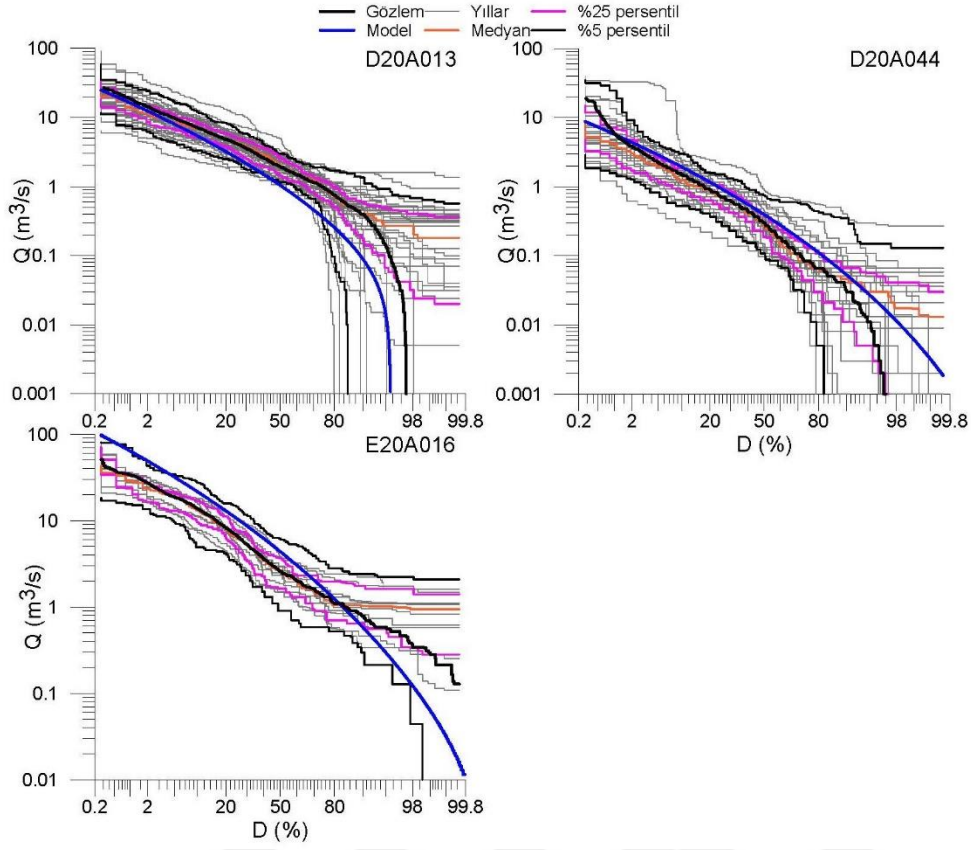 Gözlem Yıllar %25 persentil
Model Medyan %5 persentil
D20A013
Q (m³/s)
100
10
1
0.1
0.01
0.001
0.2 2 20 50 80 98 99.8
D (%)
D20A044
Q (m³/s)
100
10
1
0.1
0.01
0.001
0.2 2 20 50 80 98 99.8
D (%)
E20A016
Q (m³/s)
100
10
1
0.1
0.01
0.2 2 20 50 80 98 99.8
D (%)